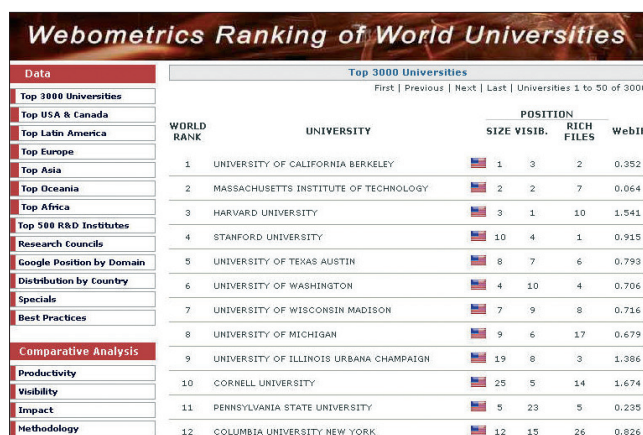 Webometrics Ranking of World Universities
Data
Top 3000 Universities
Top USA & Canada
Top Latin America
Top Europe
Top Asia
Top Oceania
Top Africa
Top 500 R&D Institutes
Research Councils
Google Position by Domain
Distribution by Country
Specials
Best Practices
Comparative Analysis
Productivity
Visibility
Impact
Methodology
Top 3000 Universities
First | Previous | Next | Last | Universities 1 to 50 of 300
WORLD RANK UNIVERSITY POSITION SIZE VISIB. RICH FILES WebI
1 UNIVERSITY OF CALIFORNIA BERKELEY 1 3 2 0.352
2 MASSACHUSETTS INSTITUTE OF TECHNOLOGY 2 2 7 0.064
3 HARVARD UNIVERSITY 3 1 10 1.541
4 STANFORD UNIVERSITY 10 4 1 0.915
5 UNIVERSITY OF TEXAS AUSTIN 8 7 6 0.793
6 UNIVERSITY OF WASHINGTON 4 10 4 0.706
7 UNIVERSITY OF WISCONSIN MADISON 7 9 8 0.716
8 UNIVERSITY OF MICHIGAN 9 6 17 0.679
9 UNIVERSITY OF ILLINOIS URBANA CHAMPAIGN 19 8 3 1.386
10 CORNELL UNIVERSITY 25 5 14 1.674
11 PENNSYLVANIA STATE UNIVERSITY 5 23 5 0.235
12 COLUMBIA UNIVERSITY NEW YORK 12 15 26 0.826